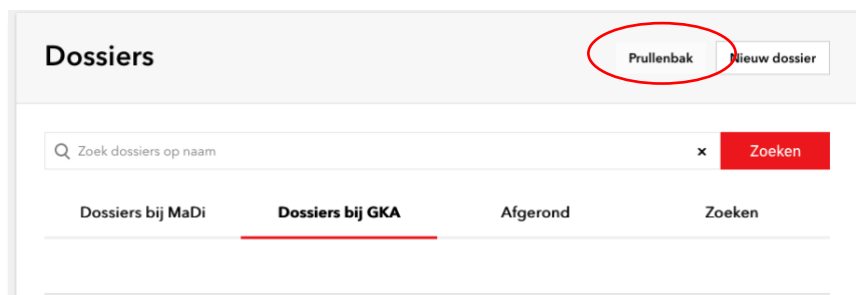 Dossiers
Prullenbak
Nieuw dossier
Zoek dossiers op naam
×
Zoeken
Dossiers bij MaDi
Dossiers bij GKA
Afgerond
Zoeken